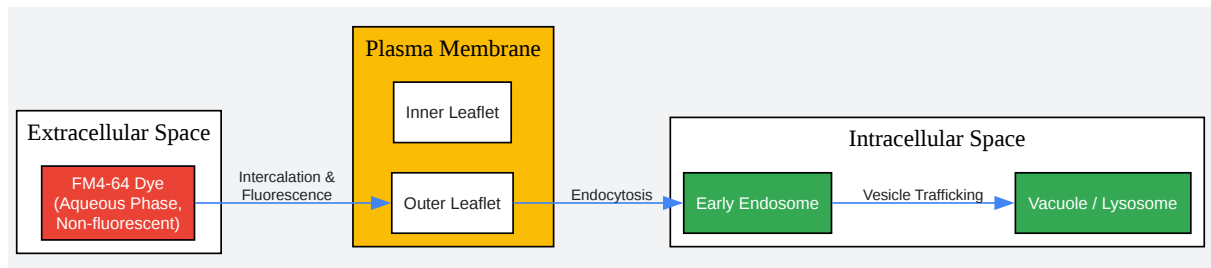 Extracellular Space
FM4-64 Dye
(Aqueous Phase,
Non-fluorescent)
Intercalation &
Fluorescence
Plasma Membrane
Inner Leaflet
Outer Leaflet
Endocytosis
Intracellular Space
Early Endosome
Vesicle Trafficking
Vacuole / Lysosome